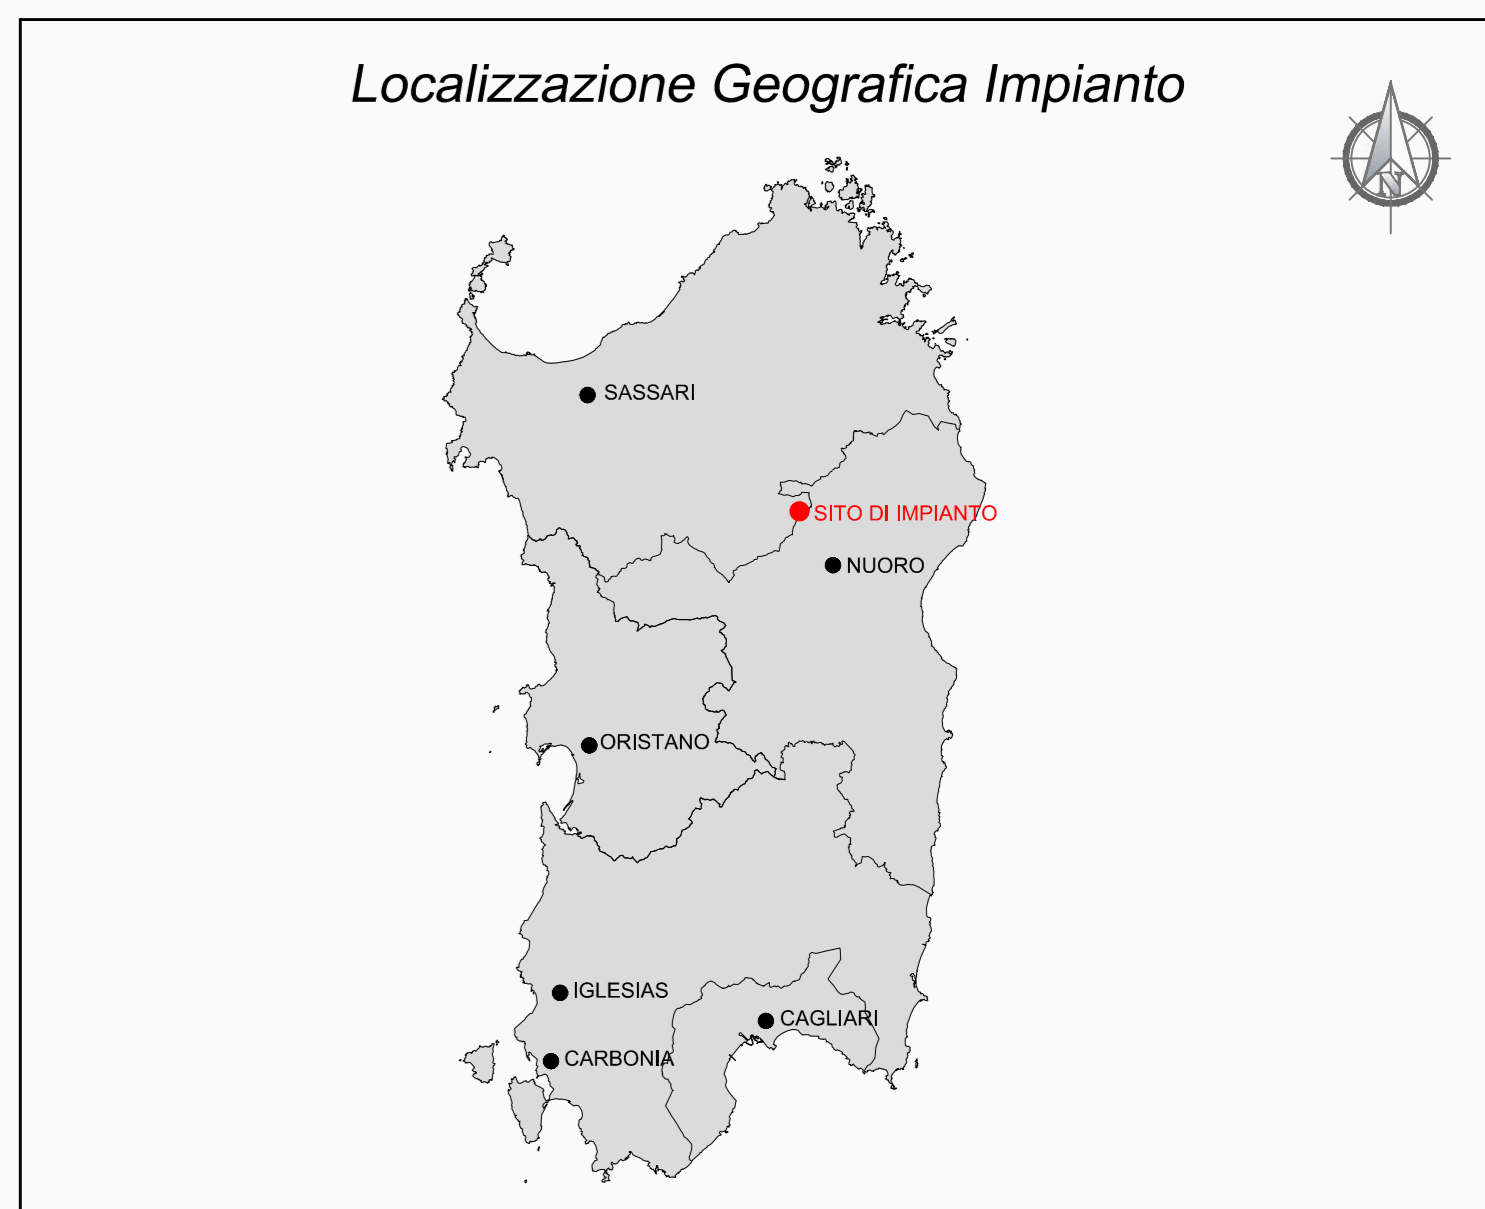 Localizzazione Geografica Impianto
N
SASSARI
SITO DI IMPIANTO
NUORO
ORISTANO
IGLESIAS
CAGLIARI
CARBONIA